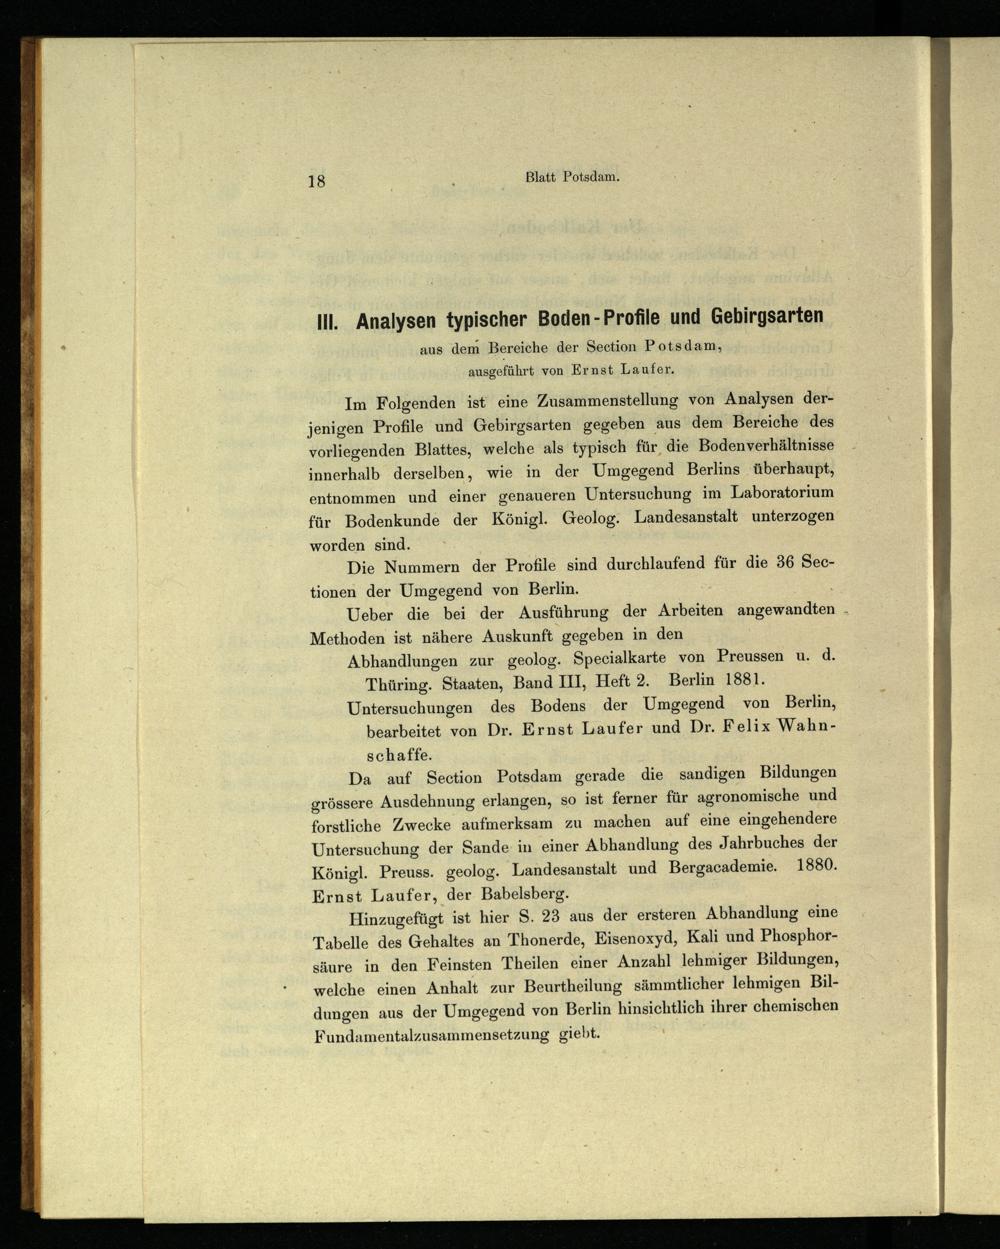 18
Blatt Potsdam.
III. Analysen typischer Boden-Profile und Gebirgsarten
aus dem Bereiche der Section Potsdam,
ausgeführt von Ernst Laufer.
Im Folgenden ist eine Zusammenstellung von Analysen der-
jenigen Profile und Gebirgsarten gegeben aus dem Bereiche des
vorliegenden Blattes, welche als typisch für die Bodenverhältnisse
innerhalb derselben, wie in der Umgegend Berlins überhaupt,
entnommen und einer genaueren Untersuchung im Laboratorium
für Bodenkunde der Königl. Geolog. Landesanstalt unterzogen
worden sind.
Die Nummern der Profile sind durchlaufend für die 36 Sec-
tionen der Umgegend von Berlin.
Ueber die bei der Ausführung der Arbeiten angewandten
Methoden ist nähere Auskunft gegeben in den
Abhandlungen zur geolog. Specialkarte von Preussen u. d.
Thüring. Staaten, Band III, Heft 2. Berlin 1881.
Untersuchungen des Bodens der Umgegend von Berlin,
bearbeitet von Dr. Ernst Laufer und Dr. Felix Wahn-
schaffe.
Da auf Section Potsdam gerade die sandigen Bildungen
grössere Ausdehnung erlangen, so ist ferner für agronomische und
forstliche Zwecke aufmerksam zu machen auf eine eingehendere
Untersuchung der Sande in einer Abhandlung des Jahrbuches der
Königl. Preuss. geolog. Landesanstalt und Bergacademie. 1880.
Ernst Laufer, der Babelsberg.
Hinzugefügt ist hier S. 23 aus der ersteren Abhandlung eine
Tabelle des Gehaltes an Thonerde, Eisenoxyd, Kali und Phosphor-
säure in den Feinsten Theilen einer Anzahl lehmiger Bildungen,
welche einen Anhalt zur Beurtheilung sämmtlicher lehmigen Bil-
dungen aus der Umgegend von Berlin hinsichtlich ihrer chemischen
Fundamentalzusammensetzung giebt.